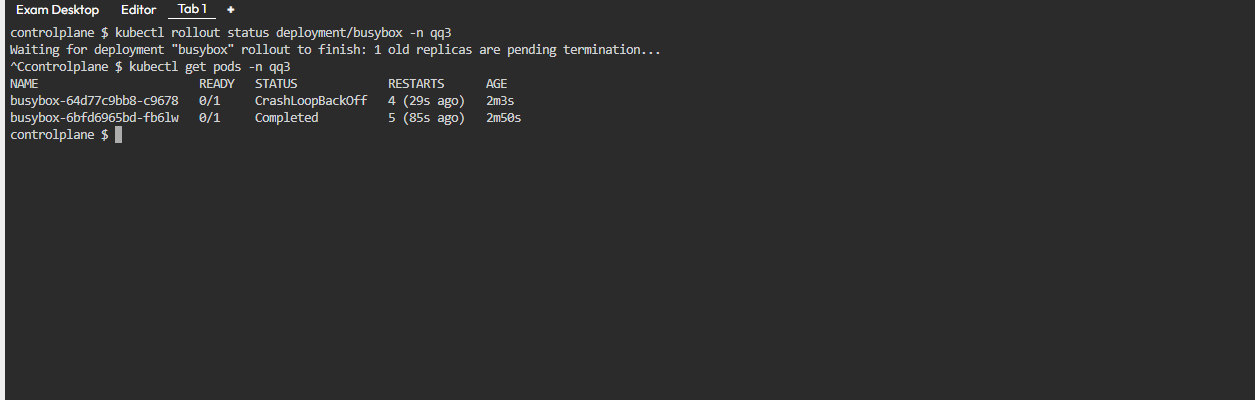 Exam Desktop Editor Tab 1 +
controlplane $ kubectl rollout status deployment/busybox -n qq3
Waiting for deployment "busybox" rollout to finish: 1 old replicas are pending termination...
^Ccontrolplane $ kubectl get pods -n qq3
NAME READY STATUS RESTARTS AGE
busybox-64d77c9bb8-c9678 0/1 CrashLoopBackOff 4 (29s ago) 2m3s
busybox-6bfd6965bd-fb6lw 0/1 Completed 5 (85s ago) 2m50s
controlplane $